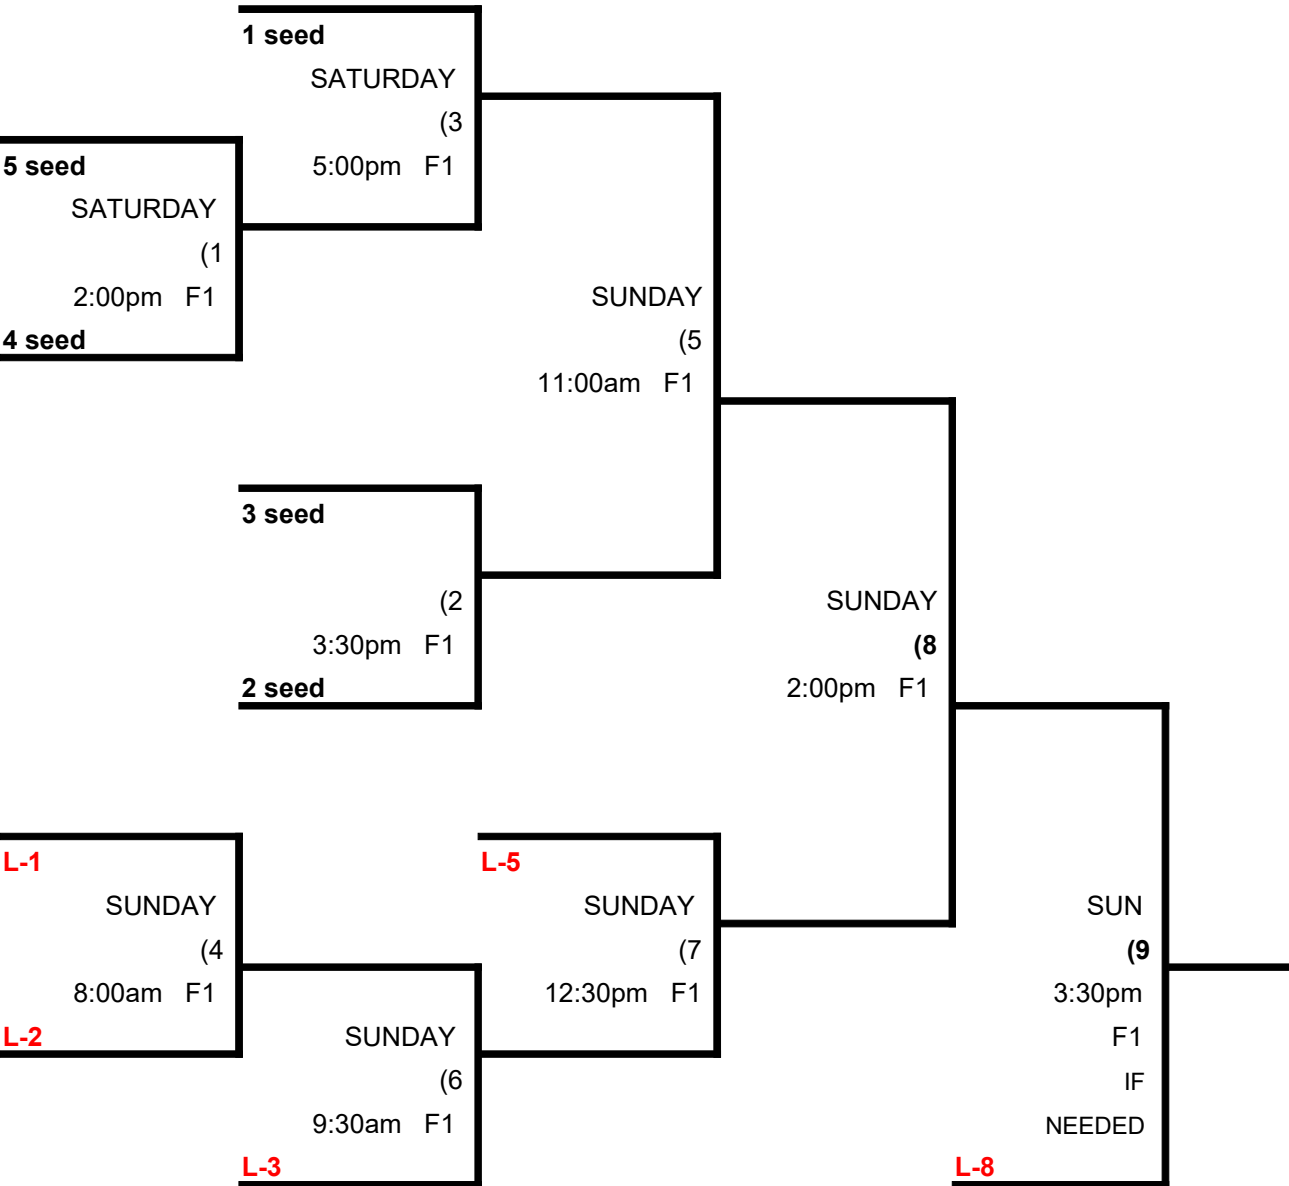 1 seed
SATURDAY
(3
5:00pm F1
5 seed
SATURDAY
(1
2:00pm F1
4 seed
SUNDAY
(5
11:00am F1
3 seed
(2
3:30pm F1
2 seed
SUNDAY
(8
2:00pm F1
L-1
SUNDAY
(4
8:00am F1
L-2
L-5
SUNDAY
(7
12:30pm F1
SUNDAY
(6
9:30am F1
L-3
SUN
(9
3:30pm
F1
IF
NEEDED
L-8